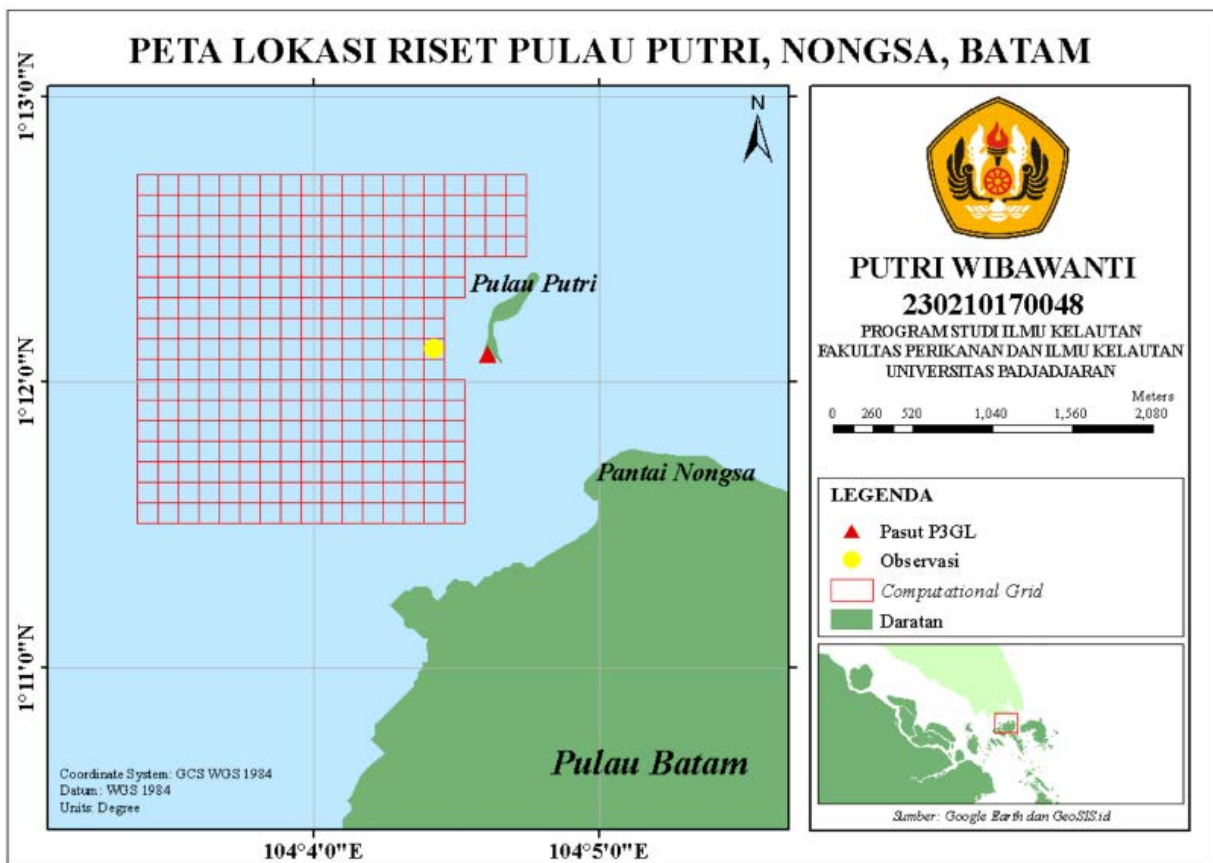 PETA LOKASI RISET PULAU PUTRI, NONGSA, BATAM
1°13'0"N
1°12'0"N
1°11'0"N
104°4'0"E
104°5'0"E
N
Pulau Putri
Pantai Nongsa
Pulau Batam
Coordinate System: GCS WGS 1984
Datum: WGS 1984
Units: Degree
PUTRI WIBAWANTI
230210170048
PROGRAM STUDI ILMU KELAUTAN
FAKULTAS PERIKANAN DAN ILMU KELAUTAN
UNIVERSITAS PADJADJARAN
Meters
0 260 520 1,040 1,560 2,080
LEGENDA
Pasut P3GL
Observasi
Computational Grid
Daratan
Sumber: Google Earth dan GeoSIS.id